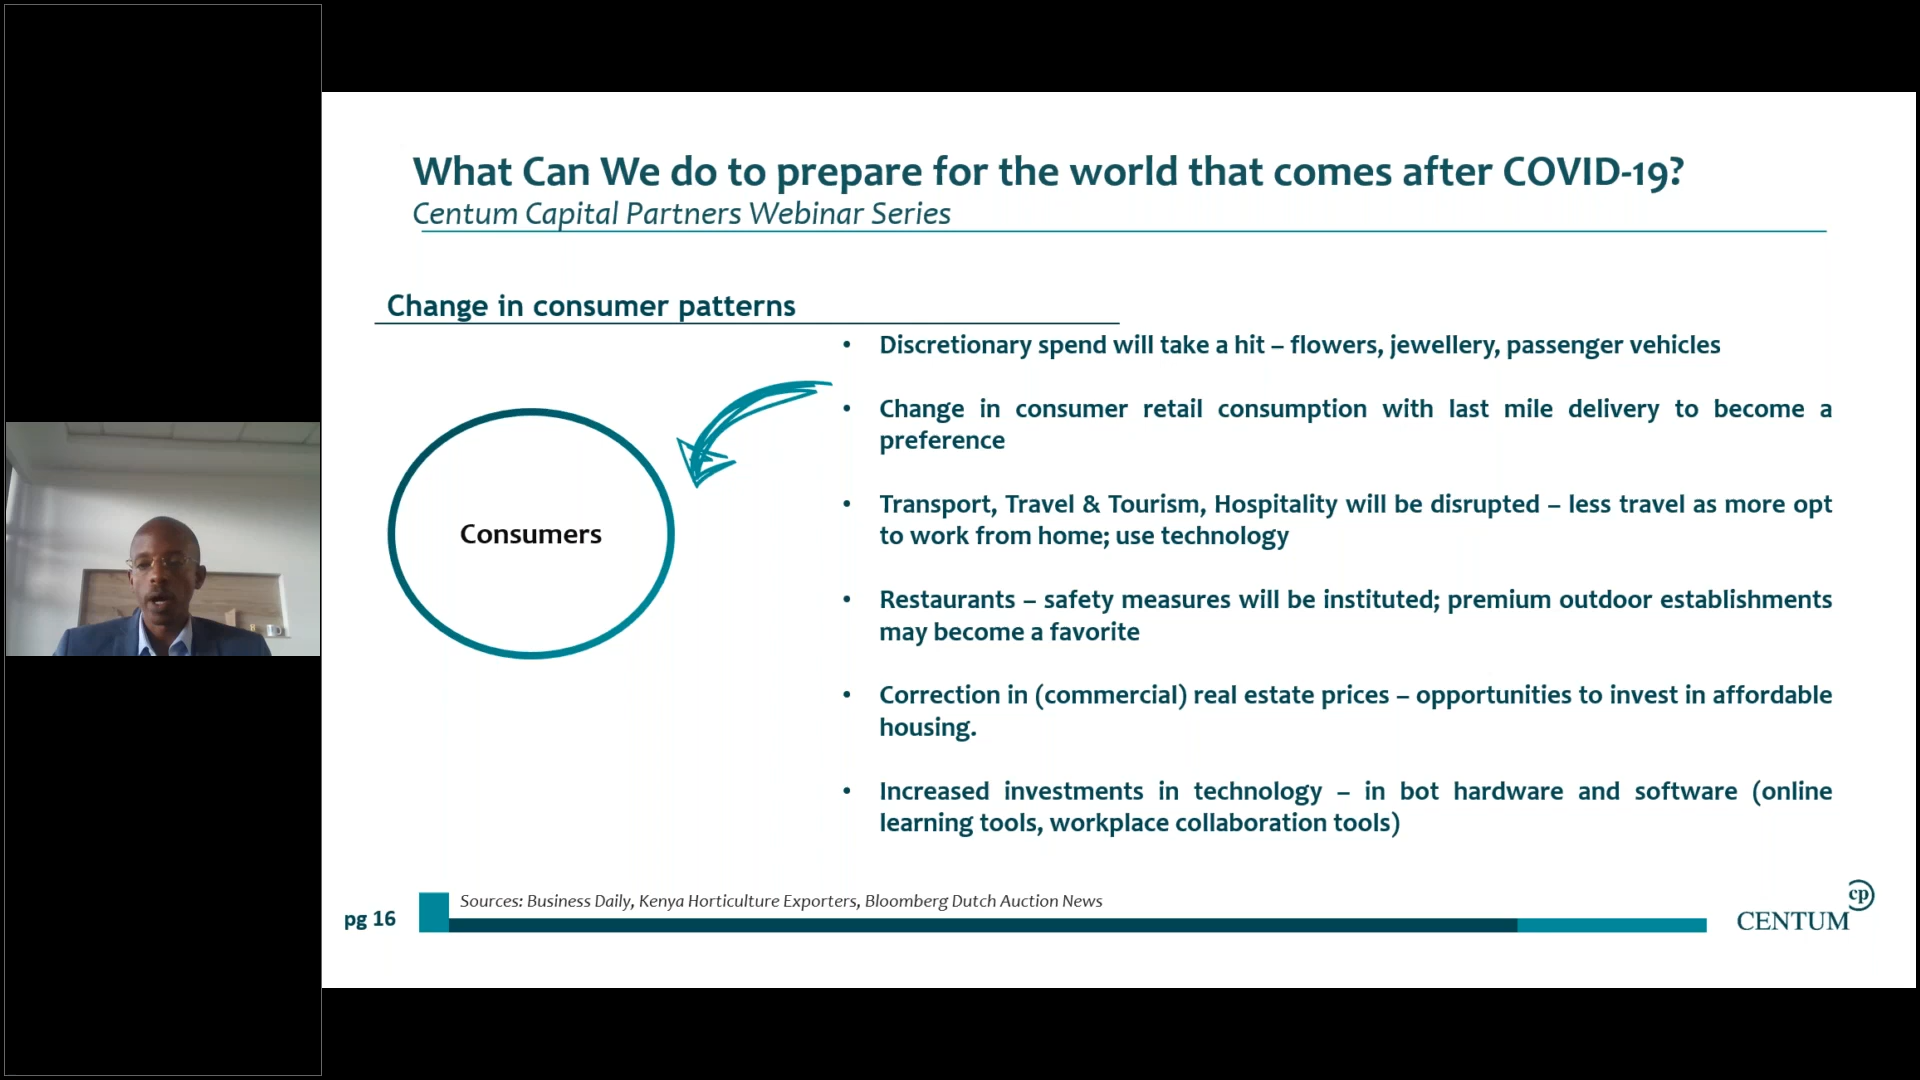 What Can We do to prepare for the world that comes after COVID-19?
Centum Capital Partners Webinar Series
Change in consumer patterns
Consumers
• Discretionary spend will take a hit – flowers, jewellery, passenger vehicles
• Change in consumer retail consumption with last mile delivery to become a
preference
• Transport, Travel & Tourism, Hospitality will be disrupted – less travel as more opt
to work from home; use technology
• Restaurants – safety measures will be instituted; premium outdoor establishments
may become a favorite
• Correction in (commercial) real estate prices – opportunities to invest in affordable
housing.
• Increased investments in technology – in bot hardware and software (online
learning tools, workplace collaboration tools)
Sources: Business Daily, Kenya Horticulture Exporters, Bloomberg Dutch Auction News
pg 16
cp
CENTUM